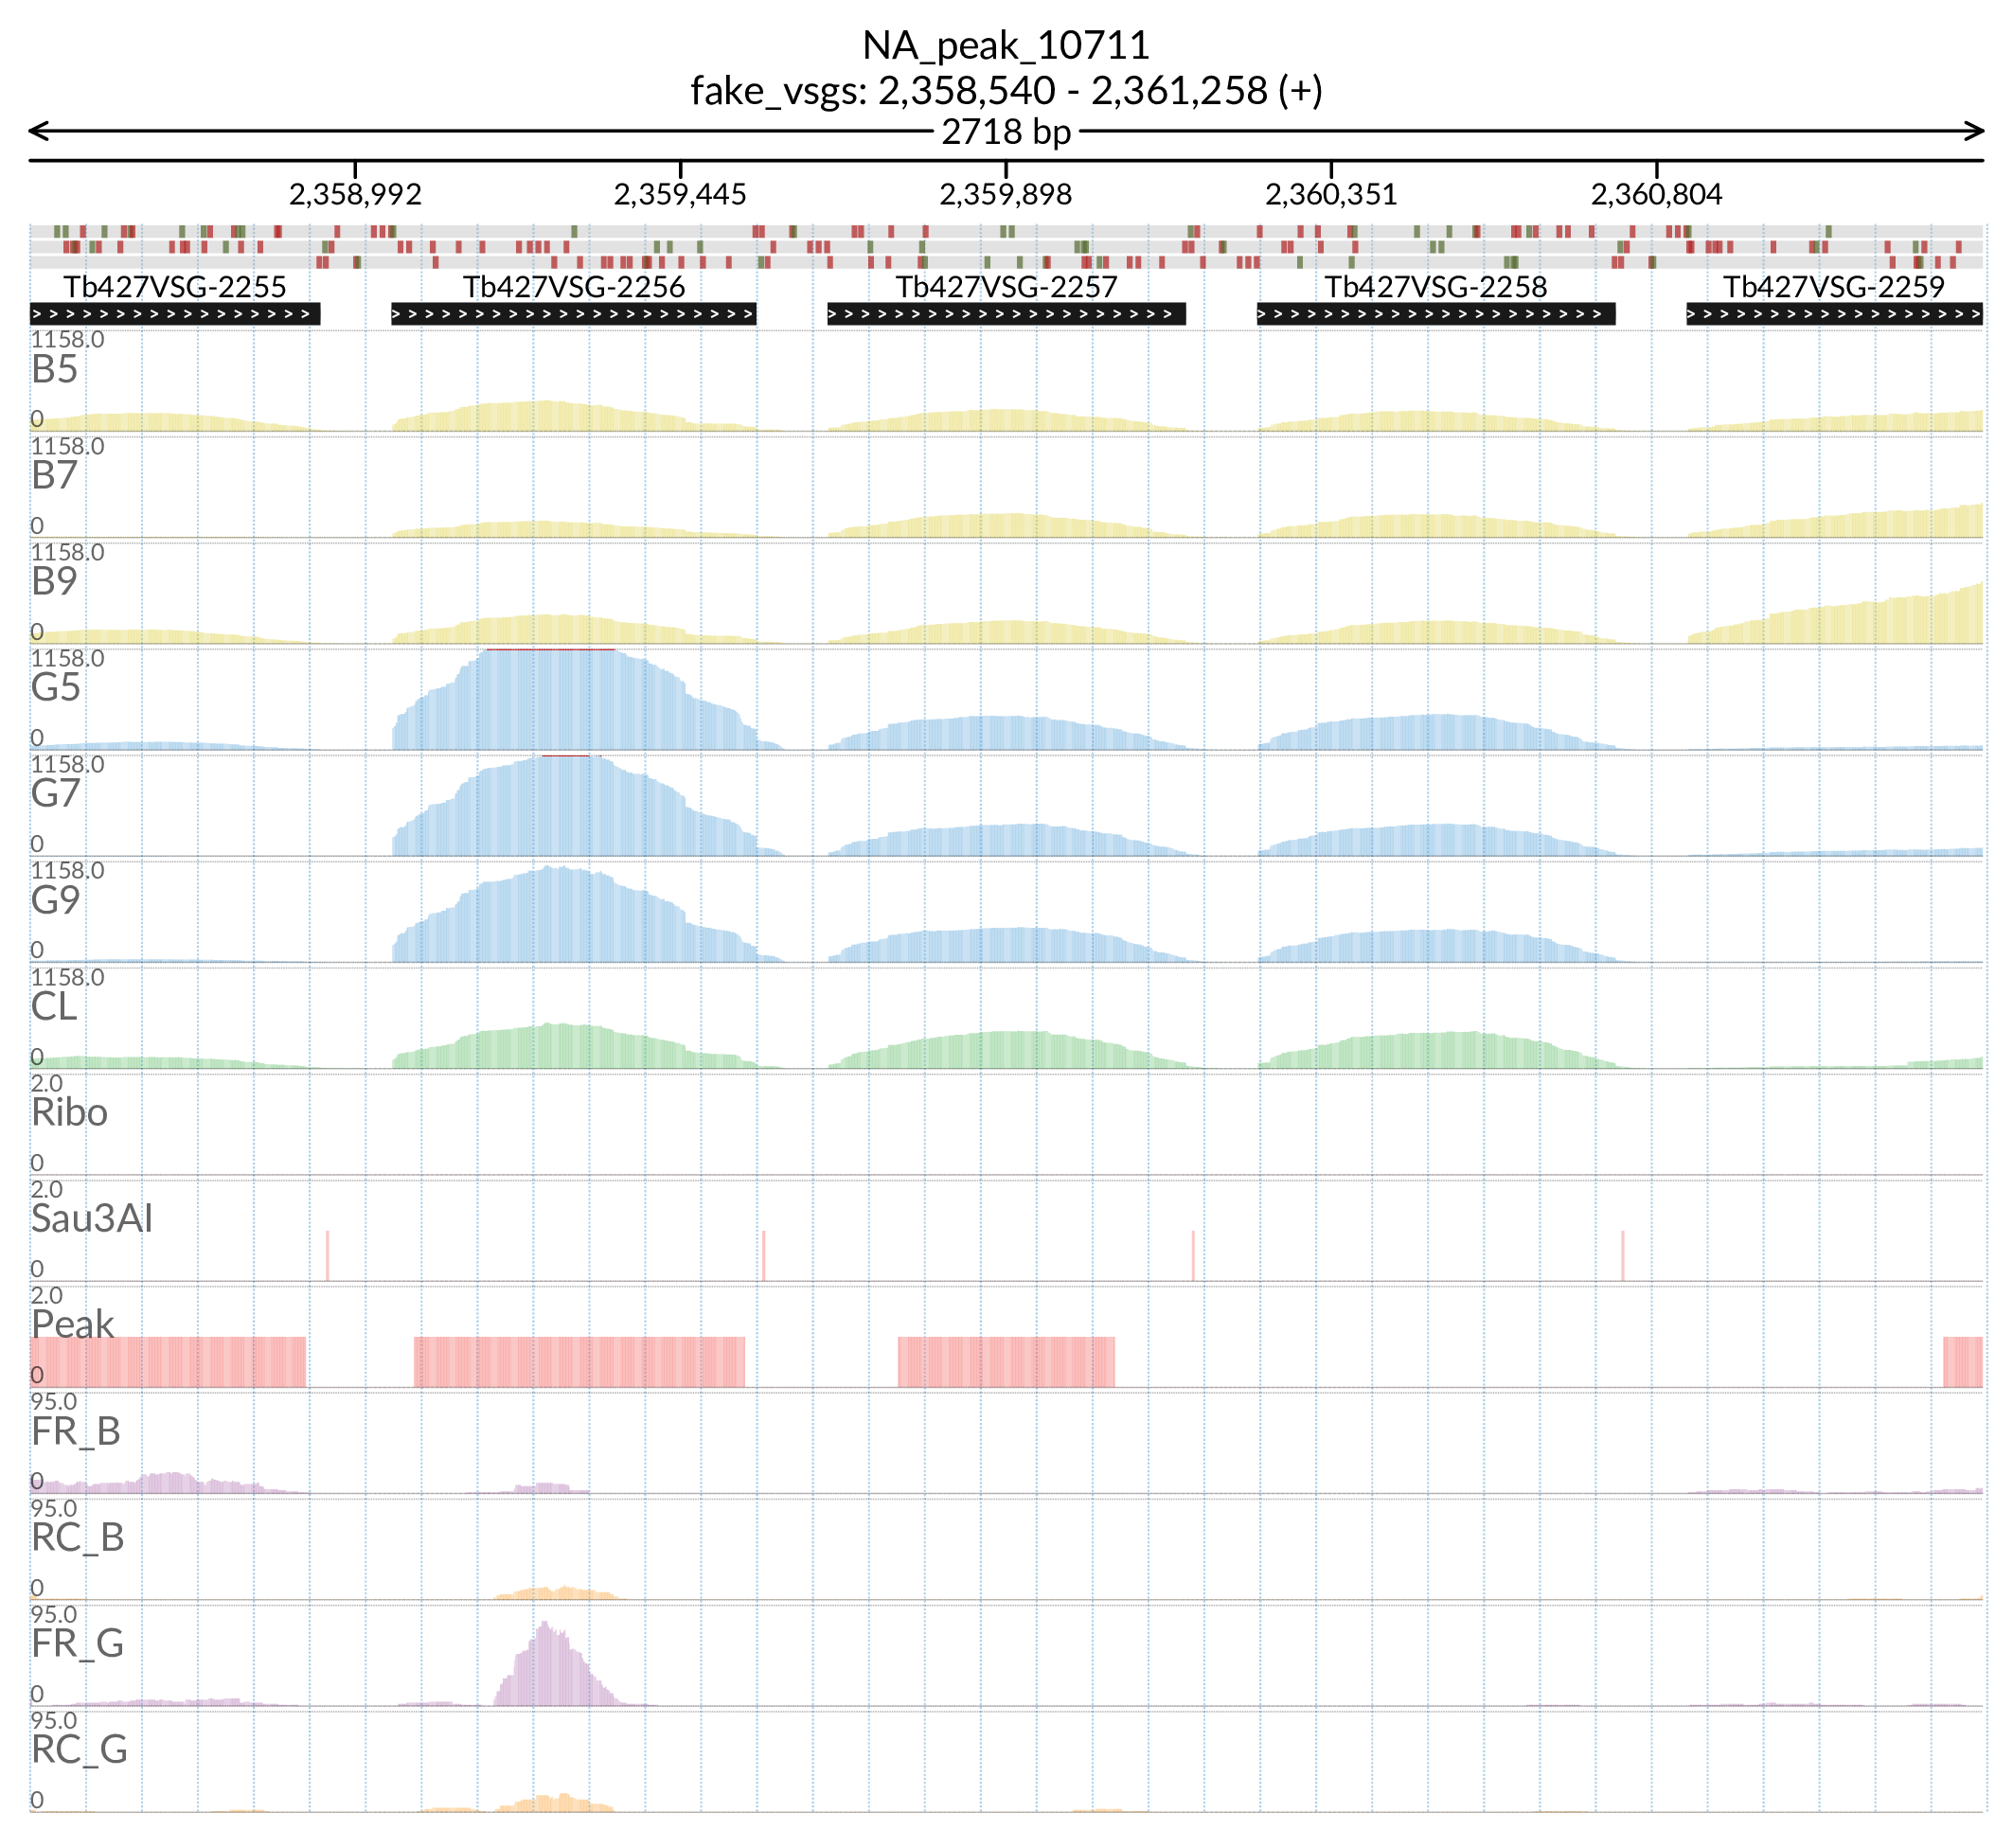 NA_peak_10711
fake_vsgs: 2,358,540 - 2,361,258 (+)
2718 bp
2,358,992 2,359,445 2,359,898 2,360,351 2,360,804
Tb427VSG-2255 Tb427VSG-2256 Tb427VSG-2257 Tb427VSG-2258 Tb427VSG-2259
1158.0
B5
0
1158.0
B7
0
1158.0
B9
0
1158.0
G5
0
1158.0
G7
0
1158.0
G9
0
1158.0
CL
0
2.0
Ribo
0
2.0
Sau3AI
0
2.0
Peak
0
95.0
FR_B
0
95.0
RC_B
0
95.0
FR_G
0
95.0
RC_G
0